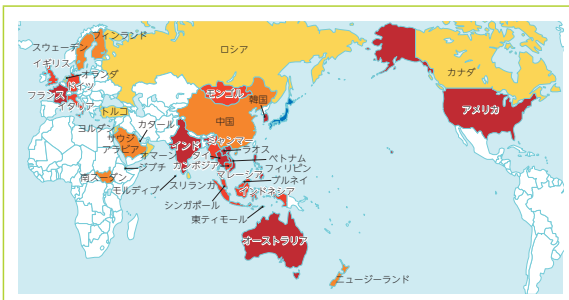 フィンランド
スウェーデン
ロシア
イギリス
オランダ
ドイツ
フランス
イタリア
トルコ
カナダ
モンゴル
韓国
中国
アメリカ
ヨルダン
カタール
サウジ
アラビア
オマーン
ジブチ
南スーダン
モルディブ
インド
ミャンマー
ラオス
タイ
ベトナム
カンボジア
フィリピン
マレーシア
ブルネイ
スリランカ
インドネシア
シンガポール
東ティモール
オーストラリア
ニュージーランド